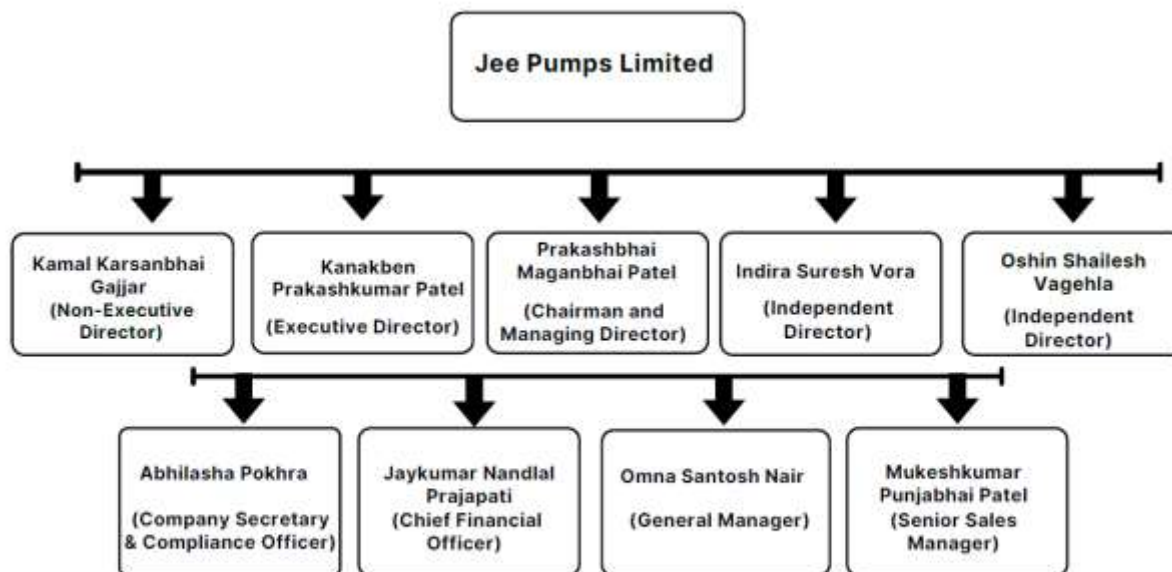 Jee Pumps Limited
Kamal Karsanbhai
Gajjar
(Non-Executive
Director)
Kanakben
Prakashkumar Patel
(Executive Director)
Prakashbhai
Maganbhai Patel
(Chairman and
Managing Director)
Indira Suresh Vora
(Independent
Director)
Oshin Shailesh
Vagehla
(Independent
Director)
Abhilasha Pokhra
(Company Secretary
& Compliance Officer)
Jaykumar Nandlal
Prajapati
(Chief Financial
Officer)
Omna Santosh Nair
(General Manager)
Mukeshkumar
Punjabhai Patel
(Senior Sales
Manager)